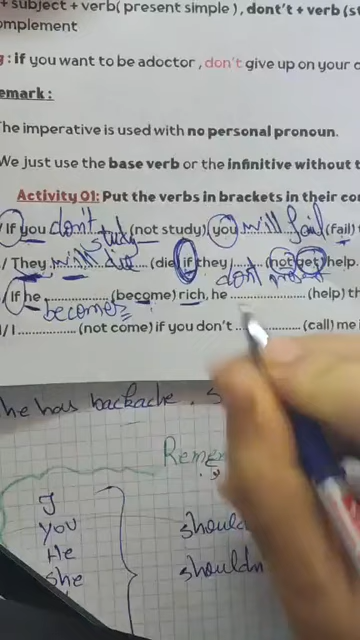 + subject + verb( present simple) , dont't + verb (s
omplement
g : if you want to be adoctor , don't give up on your
emark :
The imperative is used with no personal pronoun.
We just use the base verb or the infinitive without t
Activity 01: Put the verbs in brackets in their co
/ If you don't study (not study), you will fail (fail)
/ They will die (die) if they don't (not get) help.
/ If he becomes (become) rich, he .................... (help) th
/ I .................. (not come) if you don't .................. (call) me
he has backache . S
Remem
I
you
He
she
should
shouldn